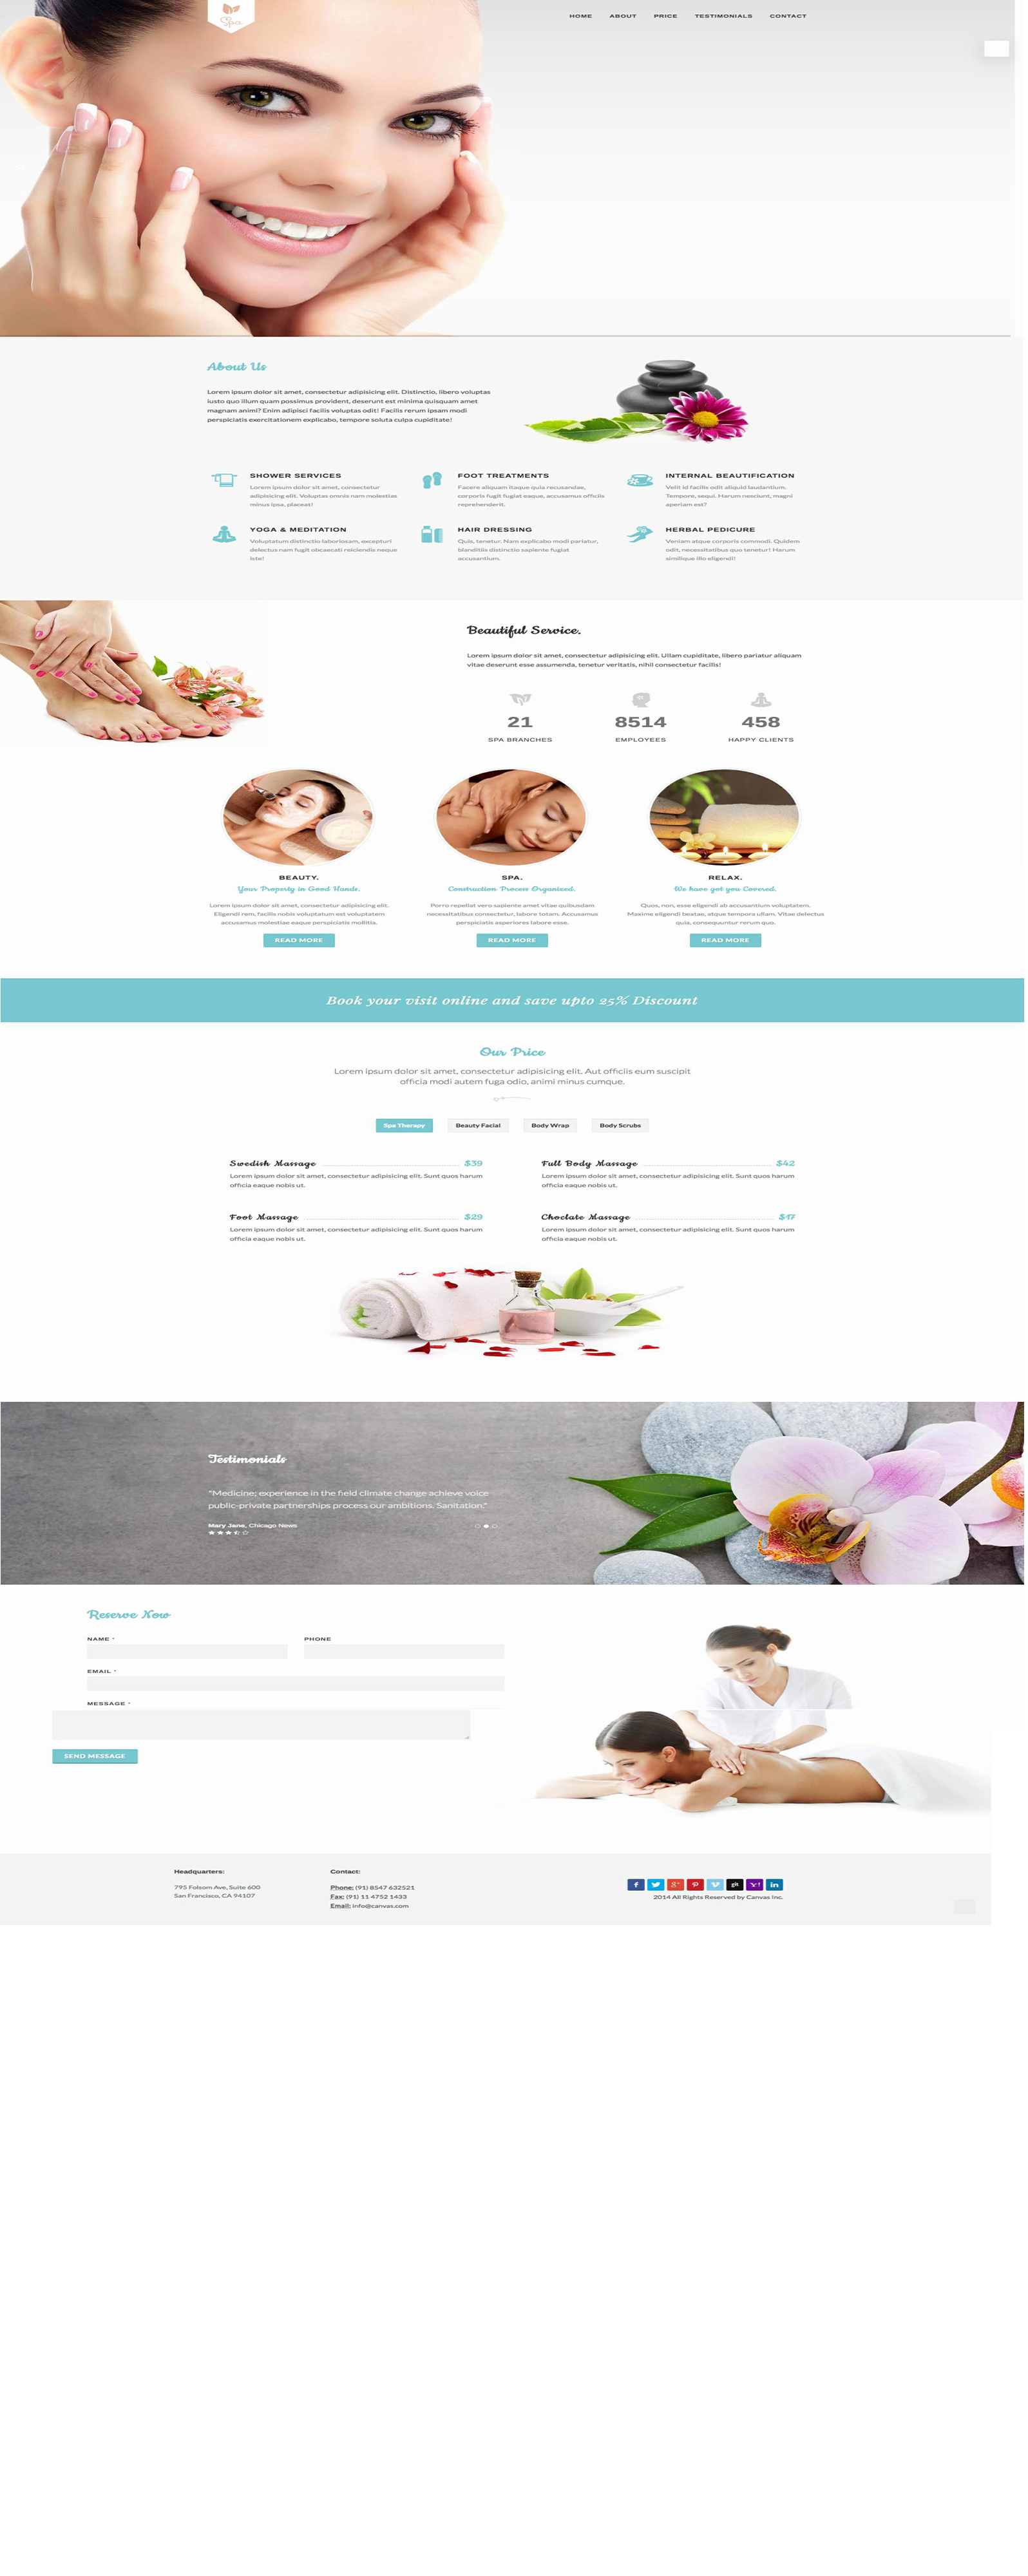 Spa
HOME ABOUT PRICE TESTIMONIALS CONTACT
About Us
Lorem ipsum dolor sit amet, consectetur adipisicing elit. Distinctio, libero voluptas
iusto quo illum quam possimus provident, deserunt est minima quisquam amet
magnam animi? Enim adipisci facilis voluptas odit! Facilis rerum ipsam modi
perspiciatis exercitationem explicabo, tempore soluta culpa cupiditate!
SHOWER SERVICES
Lorem ipsum dolor sit amet, consectetur
adipisicing elit. Voluptas omnis nam molestias
minus ipsa, placeat!
FOOT TREATMENTS
Facere aliquam itaque quia recusandae,
corporis fugit fugiat eaque, accusamus officiis
reprehenderit.
INTERNAL BEAUTIFICATION
Velit id facilis odit aliquid laudantium.
Tempore, sequi. Harum nesciunt, magni
aperiam est?
YOGA & MEDITATION
Voluptatum distinctio laboriosam, excepturi
delectus nam fugit obcaecati reiciendis neque
iste!
HAIR DRESSING
Quis, tenetur. Nam explicabo modi pariatur,
blanditiis distinctio sapiente fugiat
accusantium.
HERBAL PEDICURE
Veniam atque corporis commodi. Quidem
odit, necessitatibus quo tenetur! Harum
similique illo eligendi!
Beautiful Service.
Lorem ipsum dolor sit amet, consectetur adipisicing elit. Ullam cupiditate, libero pariatur aliquam
vitae deserunt esse assumenda, tenetur veritatis, nihil consectetur facilis!
21 8514 458
SPA BRANCHES EMPLOYEES HAPPY CLIENTS
BEAUTY.
Your Property in Good Hands.
Lorem ipsum dolor sit amet, consectetur adipisicing elit.
Eligendi rem, facilis nobis voluptatum est voluptatem
accusamus molestiae eaque perspiciatis mollitia.
READ MORE
SPA.
Construction Process Organized.
Porro repellat vero sapiente amet vitae quibusdam
necessitatibus consectetur, labore totam. Accusamus
perspiciatis asperiores labore esse.
READ MORE
RELAX.
We have got you Covered.
Quos, non, esse eligendi ab accusantium voluptatem.
Maxime eligendi beatae, atque tempora ullam. Vitae delectus
quia, consequuntur rerum quo.
READ MORE
Book your visit online and save upto 25% Discount
Our Price
Lorem ipsum dolor sit amet, consectetur adipisicing elit. Aut officiis eum suscipit
officia modi autem fuga odio, animi minus cumque.
Spa Therapy Beauty Facial Body Wrap Body Scrubs
Swedish Massage $39
Lorem ipsum dolor sit amet, consectetur adipisicing elit. Sunt quos harum
officia eaque nobis ut.
Full Body Massage $42
Lorem ipsum dolor sit amet, consectetur adipisicing elit. Sunt quos harum
officia eaque nobis ut.
Foot Massage $29
Lorem ipsum dolor sit amet, consectetur adipisicing elit. Sunt quos harum
officia eaque nobis ut.
Choclate Massage $47
Lorem ipsum dolor sit amet, consectetur adipisicing elit. Sunt quos harum
officia eaque nobis ut.
Testimonials
"Medicine; experience in the field climate change achieve voice
public-private partnerships process our ambitions. Sanitation."
Mary Jane, Chicago News
Reserve Now
NAME * PHONE
EMAIL *
MESSAGE *
SEND MESSAGE
Headquarters:
795 Folsom Ave, Suite 600
San Francisco, CA 94107
Contact:
Phone: (91) 8547 632521
Fax: (91) 11 4752 1433
Email: info@canvas.com
2014 All Rights Reserved by Canvas Inc.